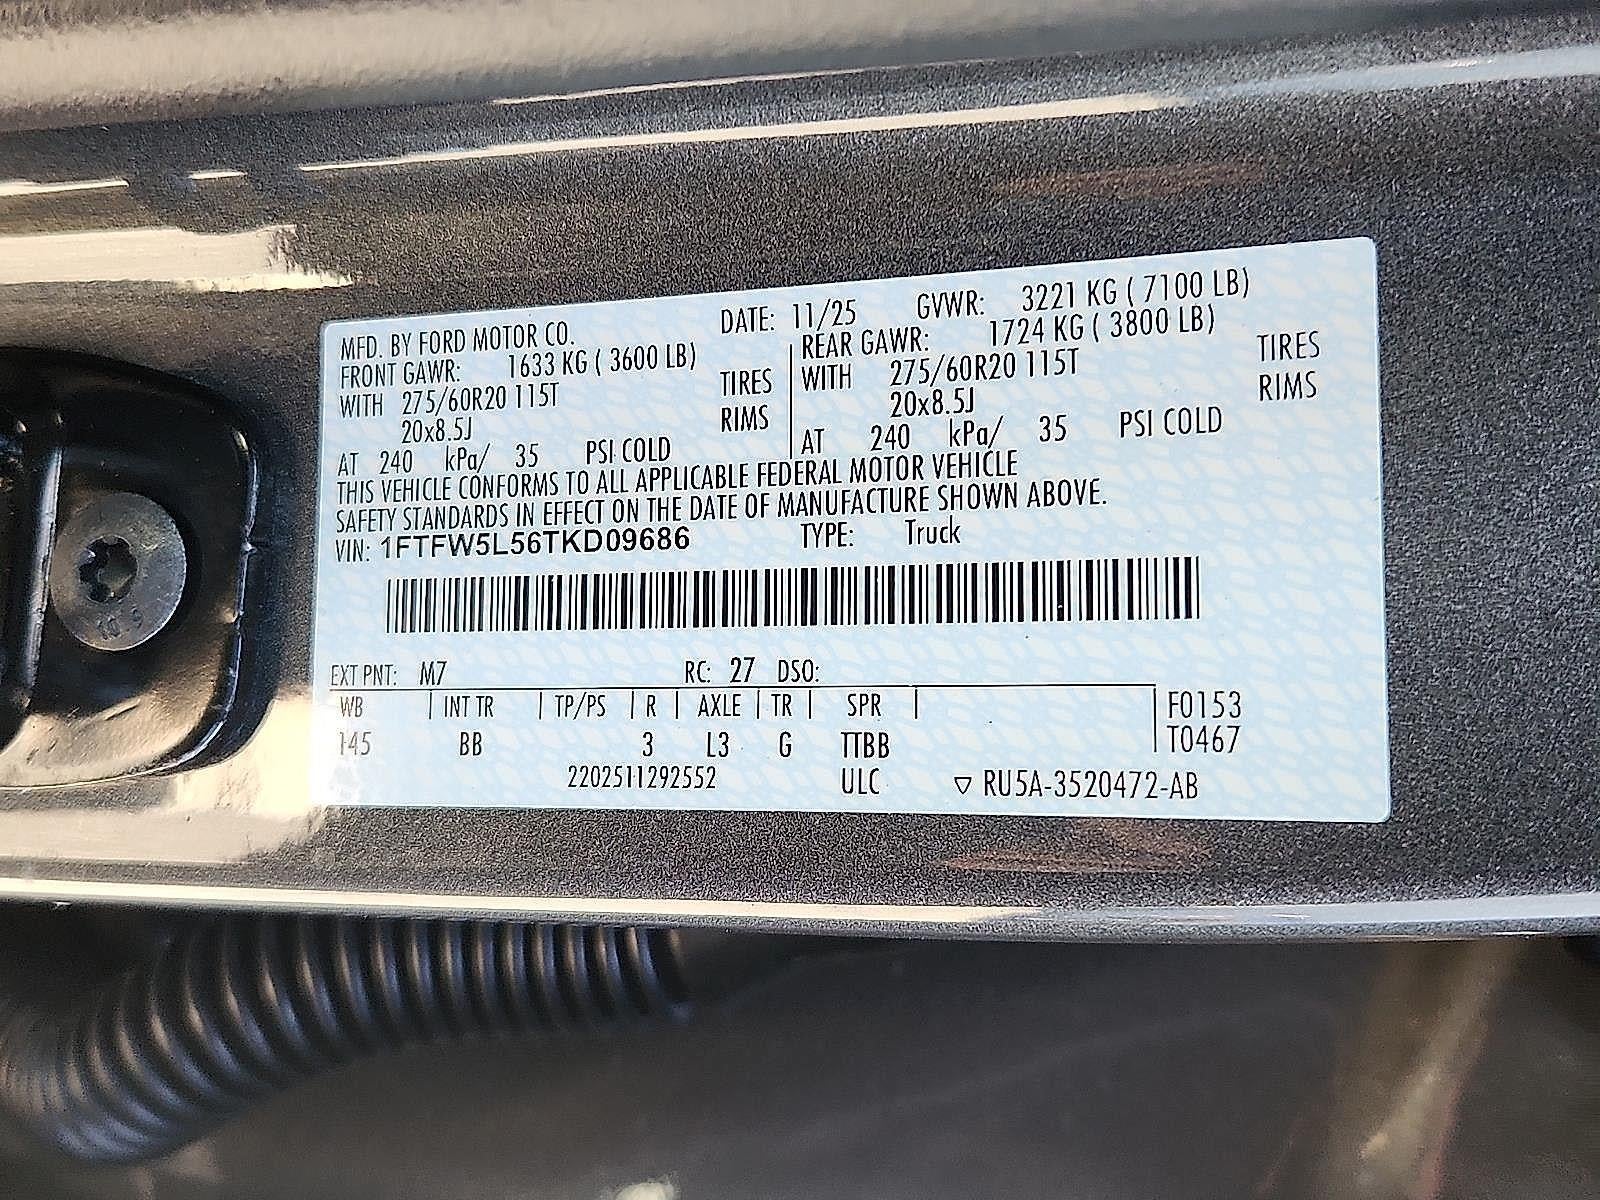 MFD. BY FORD MOTOR CO. DATE: 11/25 GVWR: 3221 KG ( 7100 LB)
FRONT GAWR: 1633 KG ( 3600 LB) REAR GAWR: 1724 KG ( 3800 LB)
WITH 275/60R20 115T TIRES WITH 275/60R20 115T TIRES
20x8.5J RIMS 20x8.5J RIMS
AT 240 kPa/ 35 PSI COLD AT 240 kPa/ 35 PSI COLD
THIS VEHICLE CONFORMS TO ALL APPLICABLE FEDERAL MOTOR VEHICLE
SAFETY STANDARDS IN EFFECT ON THE DATE OF MANUFACTURE SHOWN ABOVE.
VIN: 1FTFW5L56TKD09686 TYPE: Truck
EXT PNT: M7 RC: 27 DSO:
WB INT TR TP/PS R AXLE TR SPR F0153
145 BB 3 L3 G TTBB T0467
2202511292552 ULC ▽ RU5A-3520472-AB